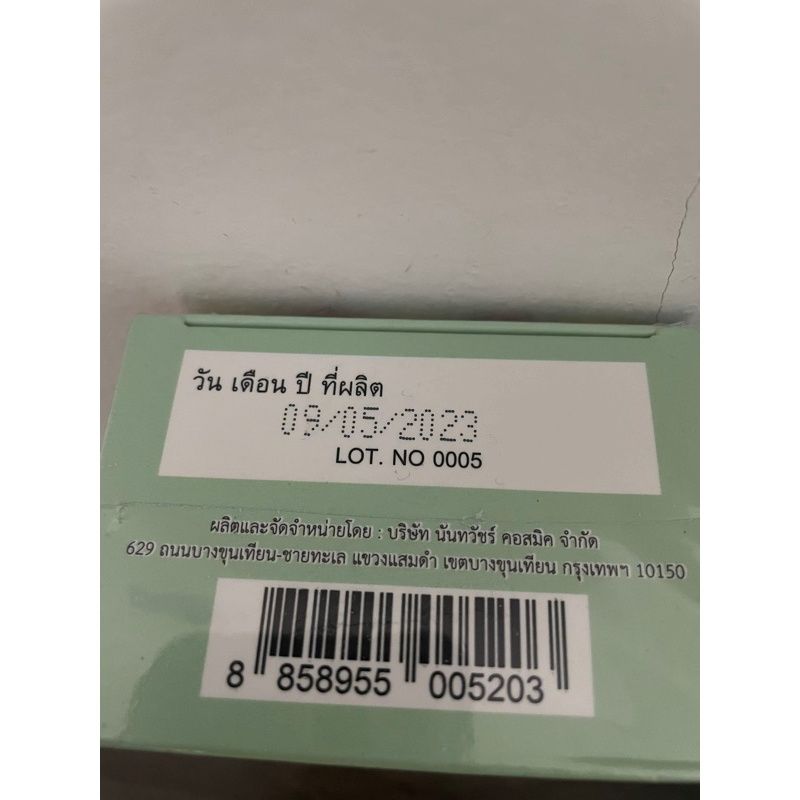 วัน เดือน ปี ที่ผลิต
09/05/2023
LOT. NO 0005
ผลิตและจัดจำหน่ายโดย : บริษัท นันทวัชร์ คอสมิค จำกัด
629 ถนนบางขุนเทียน-ชายทะเล แขวงแสมดำ เขตบางขุนเทียน กรุงเทพฯ 10150
8 858955 005203